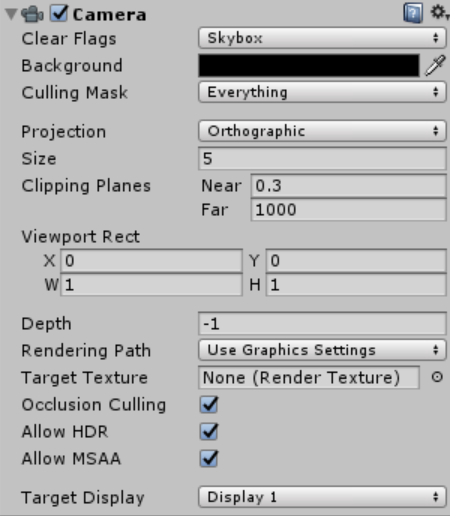 Camera
Clear Flags Skybox
Background
Culling Mask Everything
Projection Orthographic
Size 5
Clipping Planes Near 0.3
Far 1000
Viewport Rect
X 0 Y 0
W 1 H 1
Depth -1
Rendering Path Use Graphics Settings
Target Texture None (Render Texture)
Occlusion Culling
Allow HDR
Allow MSAA
Target Display Display 1